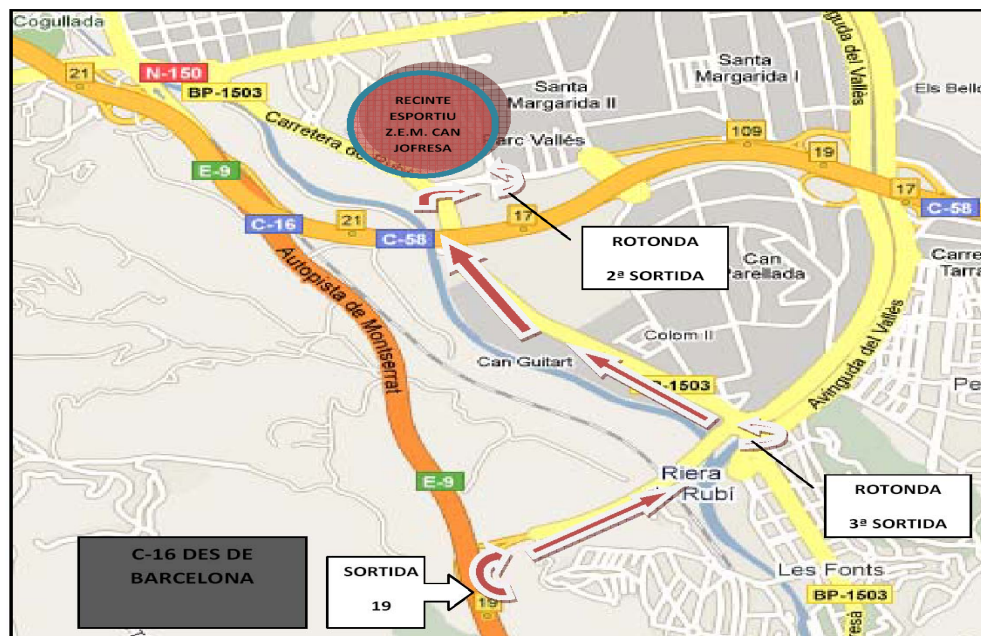 Cogullada
21
N-150
BP-1503
Carretera de
RECINTE
ESPORTIU
Z.E.M. CAN
JOFRESA
Santa
Margarida II
Parc Vallés
Santa
Margarida I
Avinguda del Vallès
Els Bello
109
19
17
C-58
E-9
C-16
21
C-58
17
ROTONDA
2ª SORTIDA
Can
Parellada
Carre
Tarra
Autopista de Montserrat
Can Guitart
Colom II
BP-1503
Avinguda del Vallès
Pe
E-9
Riera
Rubí
ROTONDA
3ª SORTIDA
C-16 DES DE
BARCELONA
SORTIDA
19
19
Les Fonts
BP-1503